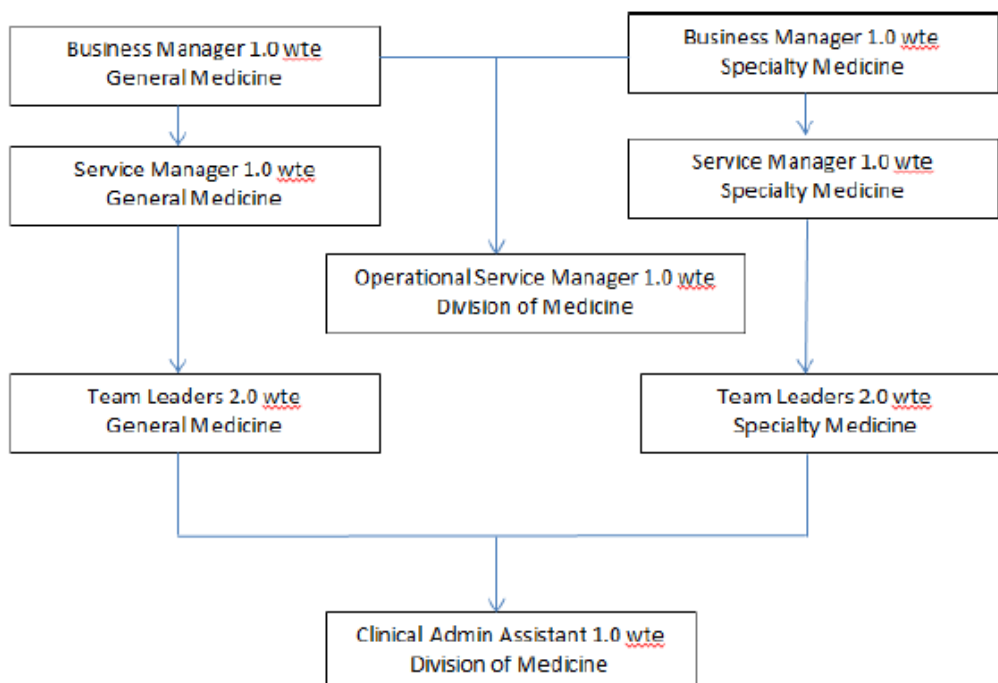 Business Manager 1.0 wte
General Medicine
Business Manager 1.0 wte
Specialty Medicine
Service Manager 1.0 wte
General Medicine
Service Manager 1.0 wte
Specialty Medicine
Operational Service Manager 1.0 wte
Division of Medicine
Team Leaders 2.0 wte
General Medicine
Team Leaders 2.0 wte
Specialty Medicine
Clinical Admin Assistant 1.0 wte
Division of Medicine